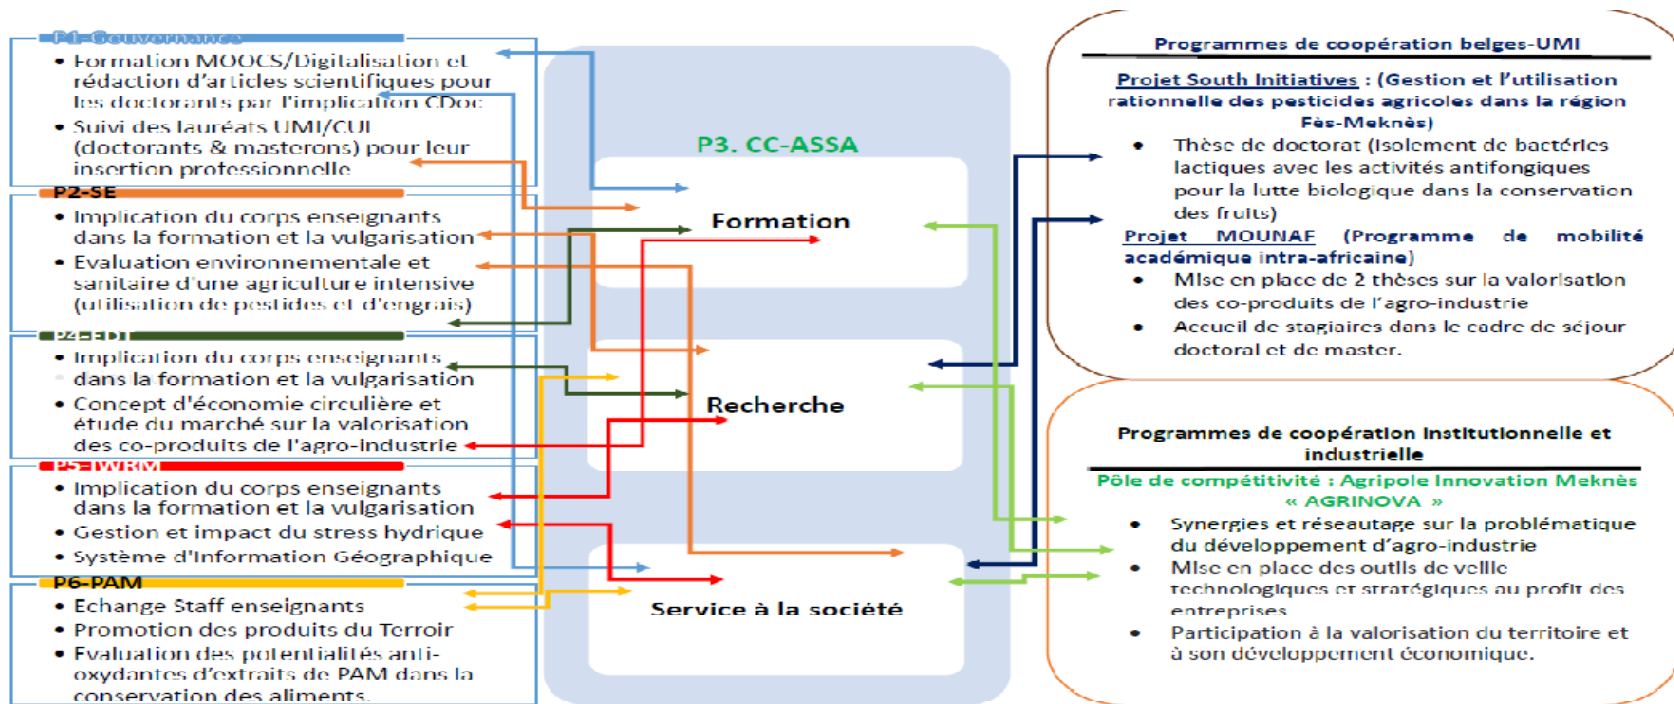 P1-Gouvernance
• Formation MOOCS/Digitalisation et
rédaction d'articles scientifiques pour
les doctorants par l'implication CDoc
• Suivi des lauréats UMI/CUI
(doctorants & masterons) pour leur
insertion professionnelle
P2-SE
• Implication du corps enseignants
dans la formation et la vulgarisation
• Evaluation environnementale et
sanitaire d'une agriculture intensive
(utilisation de pestides et d'engrais)
P4-EDT
• Implication du corps enseignants
dans la formation et la vulgarisation
• Concept d'économie circulière et
étude du marché sur la valorisation
des co-produits de l'agro-industrie
P5-IWRM
• Implication du corps enseignants
dans la formation et la vulgarisation
• Gestion et impact du stress hydrique
• Système d'Information Géographique
P6-PAM
• Echange Staff enseignants
• Promotion des produits du Terroir
• Evaluation des potentialités anti-
oxydantes d'extraits de PAM dans la
conservation des aliments.
P3. CC-ASSA
Formation
Recherche
Service à la société
Programmes de coopération belges-UMI
Projet South Initiatives : (Gestion et l'utilisation
rationnelle des pesticides agricoles dans la région
Fès-Meknès)
• Thèse de doctorat (Isolement de bactéries
lactiques avec les activités antifongiques
pour la lutte biologique dans la conservation
des fruits)
Projet MOUNAF (Programme de mobilité
académique intra-africaine)
• Mise en place de 2 thèses sur la valorisation
des co-produits de l'agro-industrie
• Accueil de stagiaires dans le cadre de séjour
doctoral et de master.
Programmes de coopération institutionnelle et
industrielle
Pôle de compétitivité : Agripole Innovation Meknès
« AGRINOVA »
• Synergies et réseautage sur la problématique
du développement d'agro-industrie
• Mise en place des outils de veille
technologiques et stratégiques au profit des
entreprises
• Participation à la valorisation du territoire et
à son développement économique.